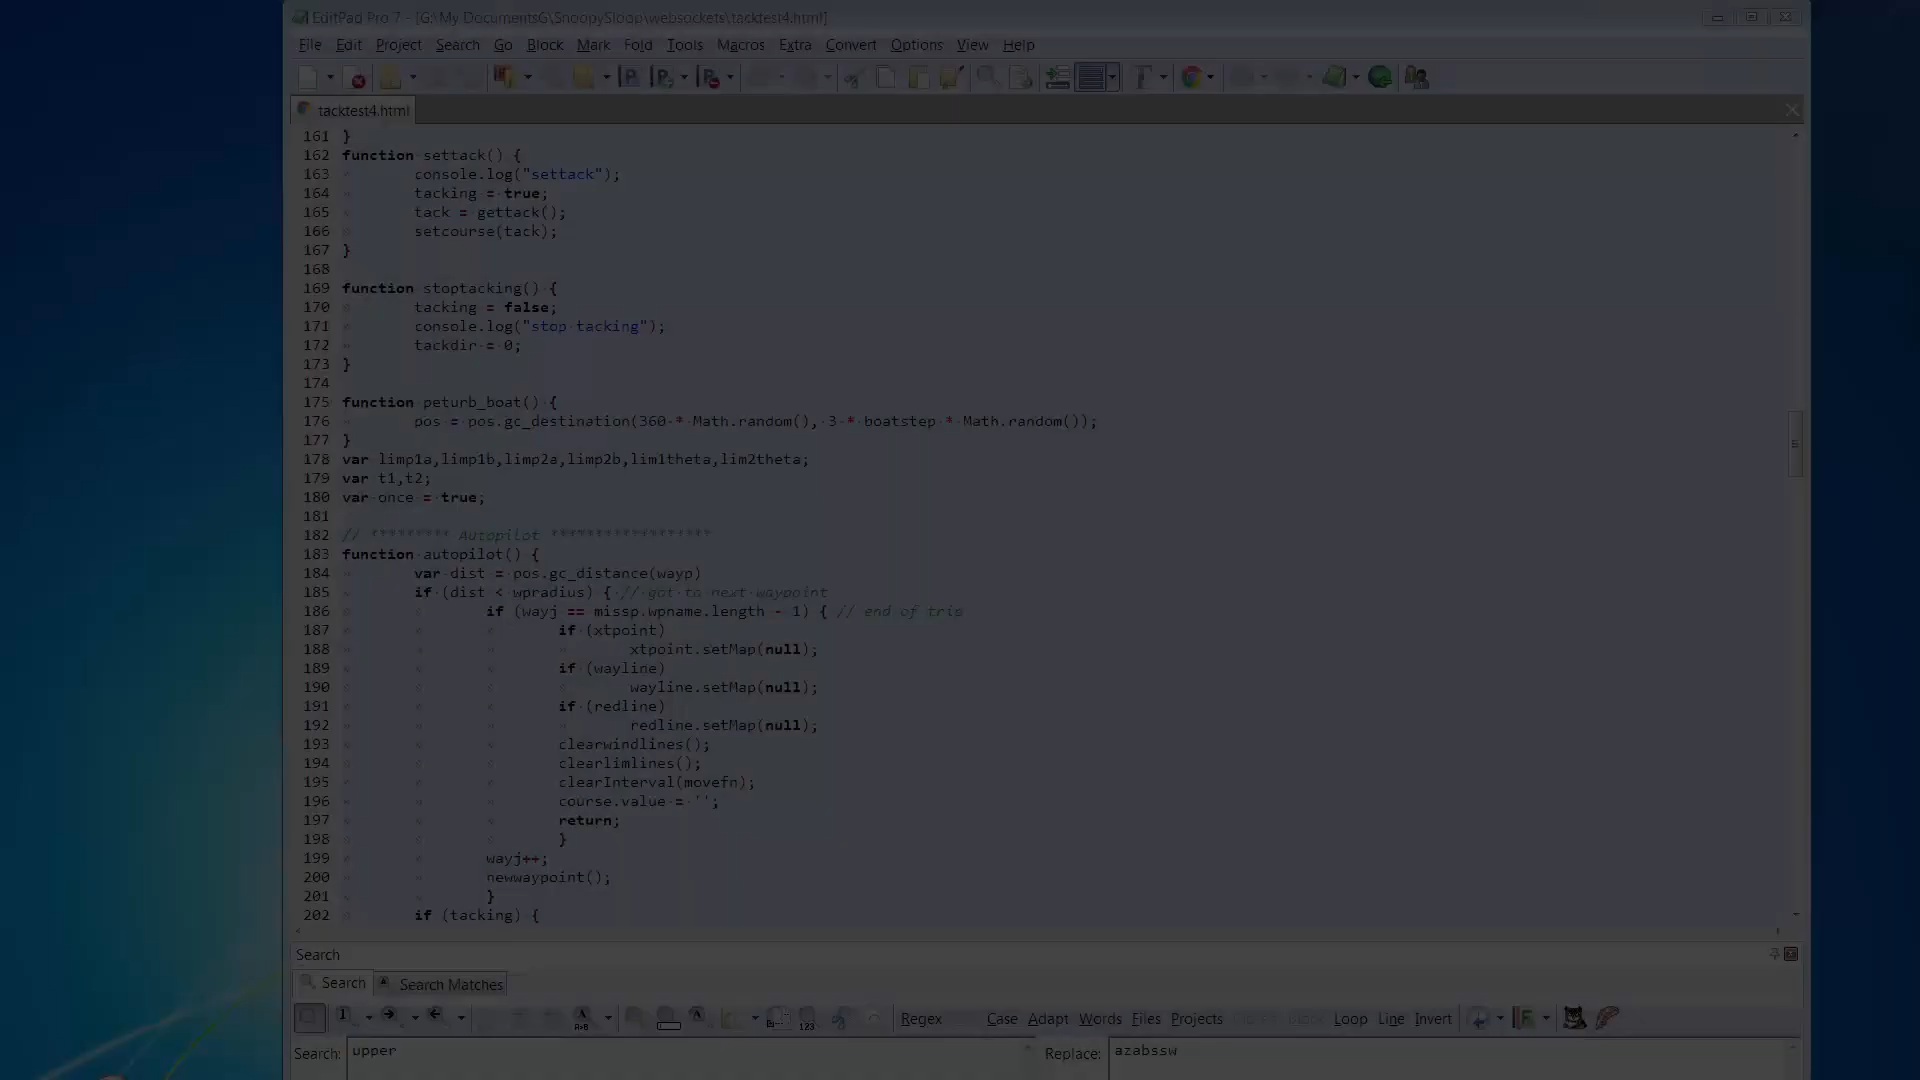 EditPad Pro 7 - [G:\My DocumentsG\SnoopySloop\websockets\tacktest4.html]
File Edit Project Search Go Block Mark Fold Tools Macros Extra Convert Options View Help
tacktest4.html
161 }
162 function settack() {
163 console.log("settack");
164 tacking = true;
165 tack = gettack();
166 setcourse(tack);
167 }
168
169 function stoptacking() {
170 tacking = false;
171 console.log("stop tacking");
172 tackdir = 0;
173 }
174
175 function peturb_boat() {
176 pos = pos.gc_destination(360 * Math.random(), 3 * boatstep * Math.random());
177 }
178 var limp1a,limp1b,limp2a,limp2b,lim1theta,lim2theta;
179 var t1,t2;
180 var once = true;
181
182 // ********* Autopilot ******************
183 function autopilot() {
184 var dist = pos.gc_distance(wayp)
185 if (dist < wpradius) { // got to next waypoint
186 if (wayj == missp.wpname.length - 1) { // end of trip
187 if (xtpoint)
188 xtpoint.setMap(null);
189 if (wayline)
190 wayline.setMap(null);
191 if (redline)
192 redline.setMap(null);
193 clearwindlines();
194 clearlimlines();
195 clearInterval(movefn);
196 course.value = '';
197 return;
198 }
199 wayj++;
200 newwaypoint();
201 }
202 if (tacking) {
Search
Search Search Matches
Regex Case Adapt Words Files Projects Loop Line Invert
Search: upper Replace: azabssw